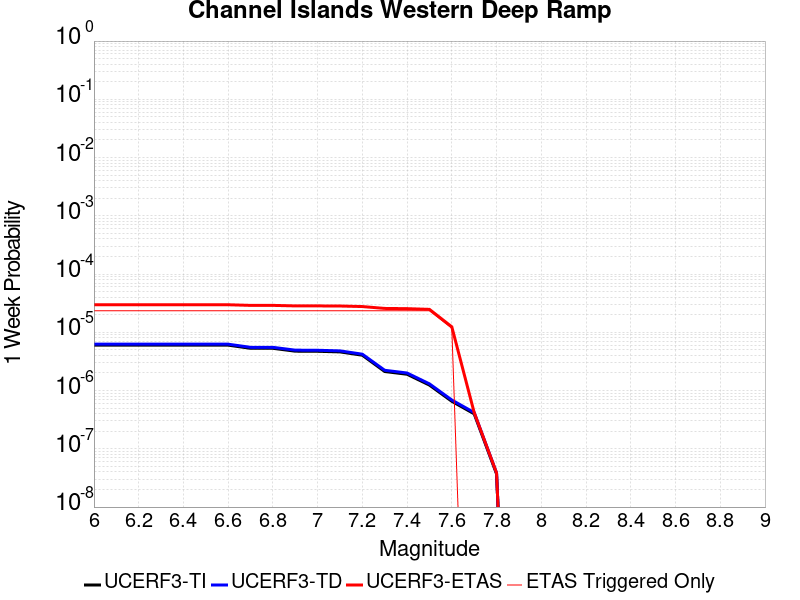 Channel Islands Western Deep Ramp
10^0
10^-1
10^-2
10^-3
10^-4
10^-5
10^-6
10^-7
10^-8
1 Week Probability
6 6.2 6.4 6.6 6.8 7 7.2 7.4 7.6 7.8 8 8.2 8.4 8.6 8.8 9
Magnitude
UCERF3-TI UCERF3-TD UCERF3-ETAS ETAS Triggered Only